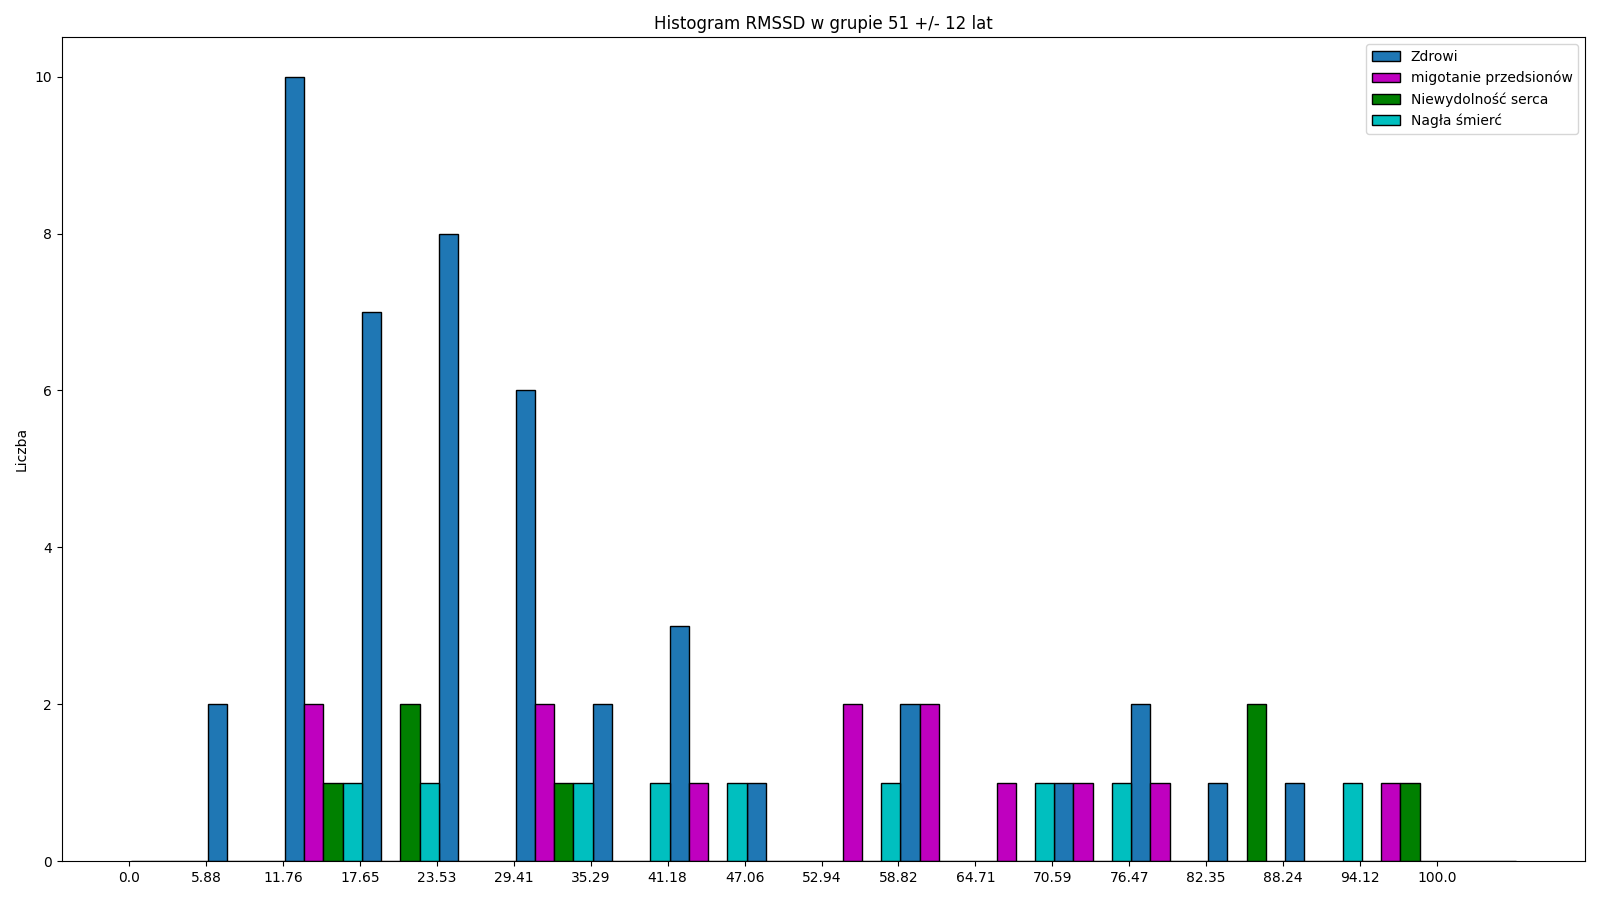 Histogram RMSSD w grupie 51 +/- 12 lat
Zdrowi
migotanie przedsionów
Niewydolność serca
Nagła śmierć
Liczba
10
8
6
4
2
0
0.0 5.88 11.76 17.65 23.53 29.41 35.29 41.18 47.06 52.94 58.82 64.71 70.59 76.47 82.35 88.24 94.12 100.0